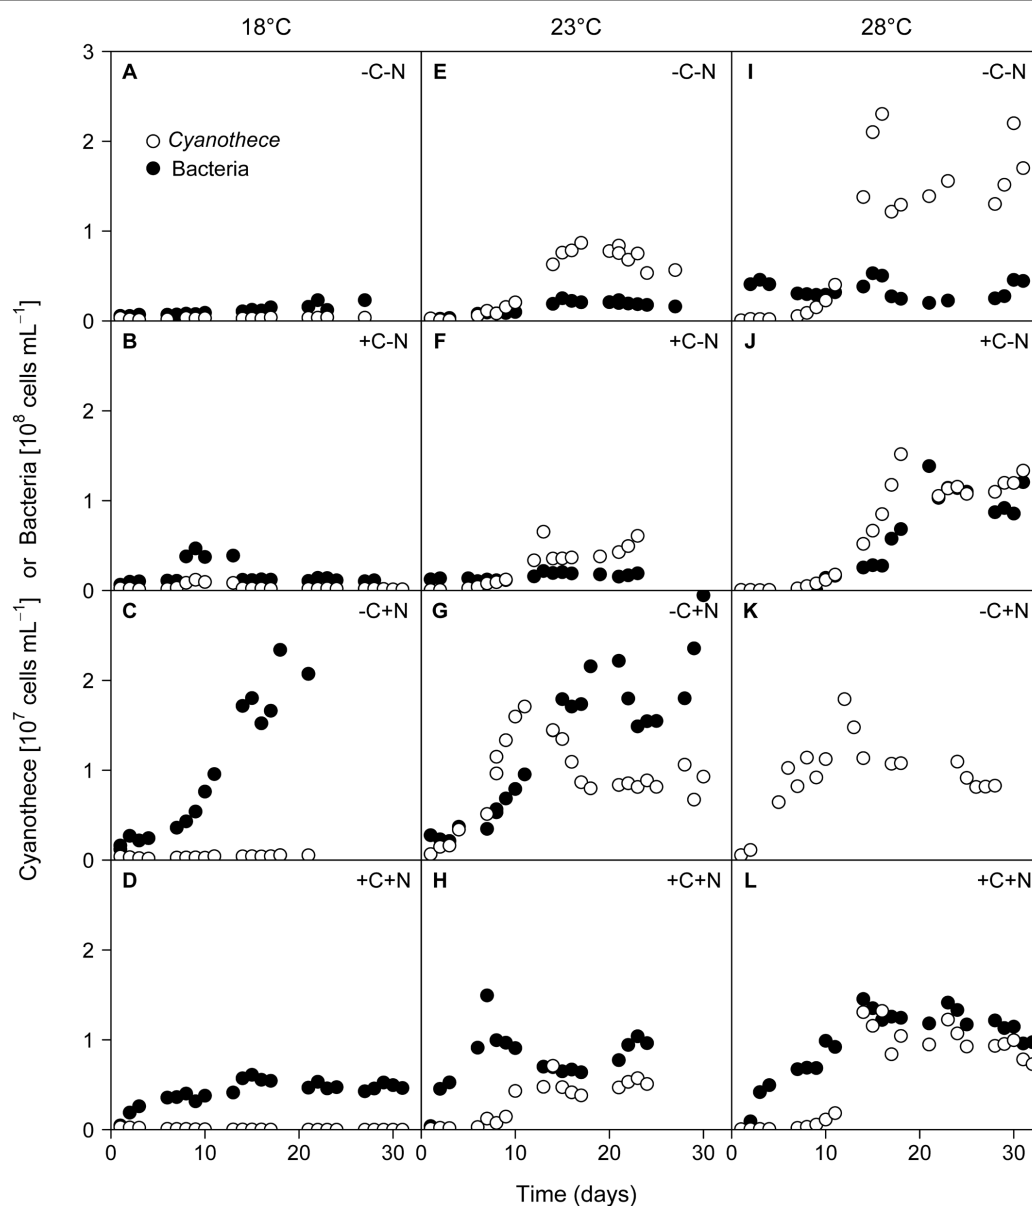 18°C 23°C 28°C
3 A -C-N E -C-N I -C-N
Cyanothece
Bacteria
2
1
0
B +C-N F +C-N J +C-N
2
1
0
C -C+N G -C+N K -C+N
2
1
0
D +C+N H +C+N L +C+N
2
1
0
0 10 20 30 0 10 20 30 0 10 20 30
Time (days)
Cyanothece [10⁷ cells mL⁻¹] or Bacteria [10⁸ cells mL⁻¹]